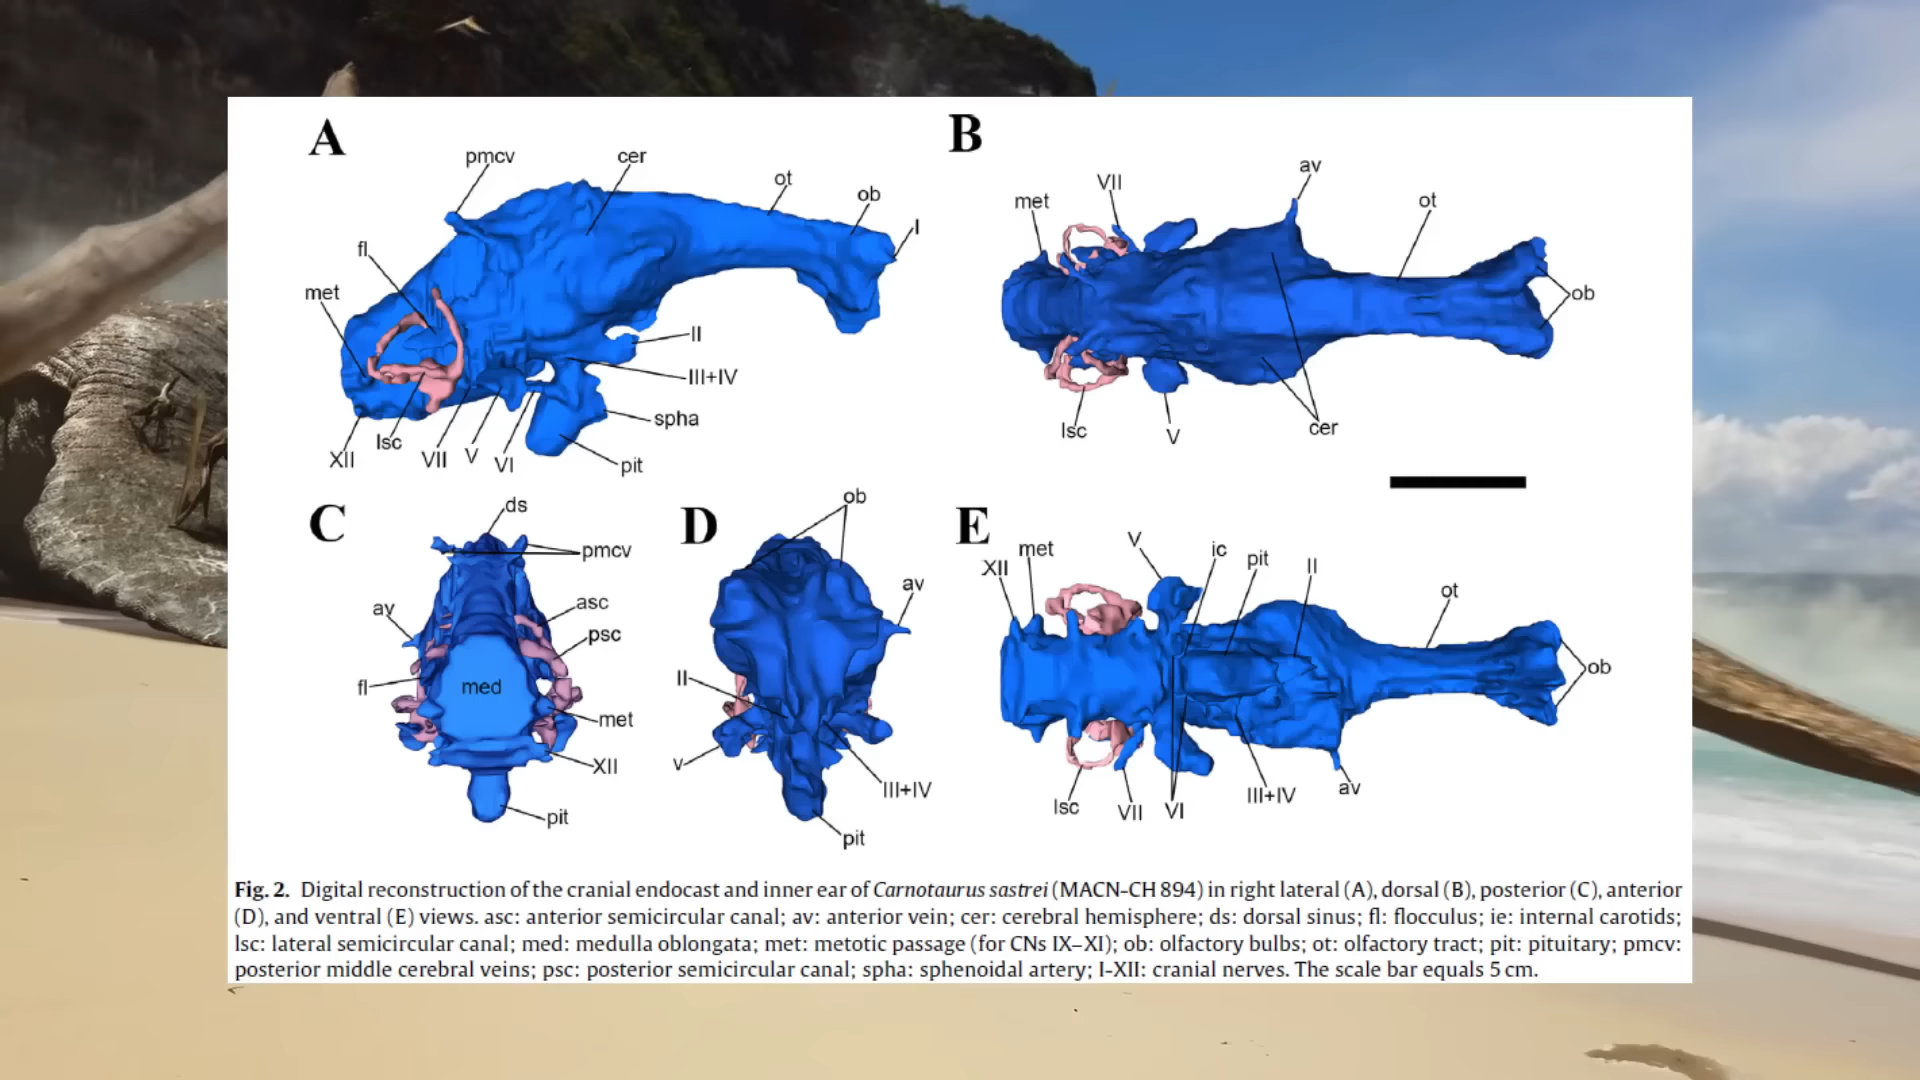 A
pmcv
cer
ot
ob
I
fl
met
II
III+IV
spha
pit
XII
lsc
VII
V
VI
B
met
VII
av
ot
ob
lsc
V
cer
C
ds
pmcv
av
asc
psc
fl
med
met
XII
pit
D
ob
av
II
V
III+IV
pit
E
XII
met
V
ic
pit
II
ot
ob
lsc
VII
VI
III+IV
av
Fig. 2. Digital reconstruction of the cranial endocast and inner ear of Carnotaurus sastrei (MACN-CH 894) in right lateral (A), dorsal (B), posterior (C), anterior
(D), and ventral (E) views. asc: anterior semicircular canal; av: anterior vein; cer: cerebral hemisphere; ds: dorsal sinus; fl: flocculus; ie: internal carotids;
lsc: lateral semicircular canal; med: medulla oblongata; met: metotic passage (for CNs IX–XI); ob: olfactory bulbs; ot: olfactory tract; pit: pituitary; pmcv:
posterior middle cerebral veins; psc: posterior semicircular canal; spha: sphenoidal artery; I-XII: cranial nerves. The scale bar equals 5 cm.